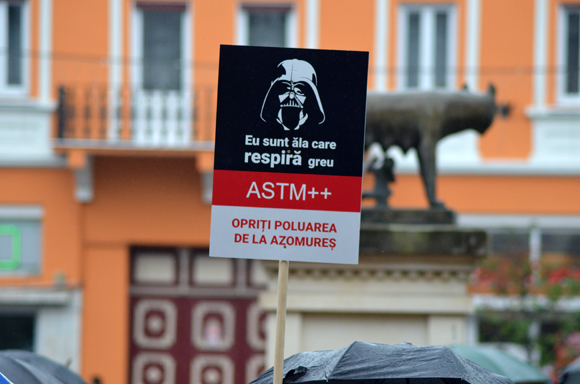 Eu sunt ăla care
respiră greu
ASTM++
OPRIȚI POLUAREA
DE LA AZOMUREȘ